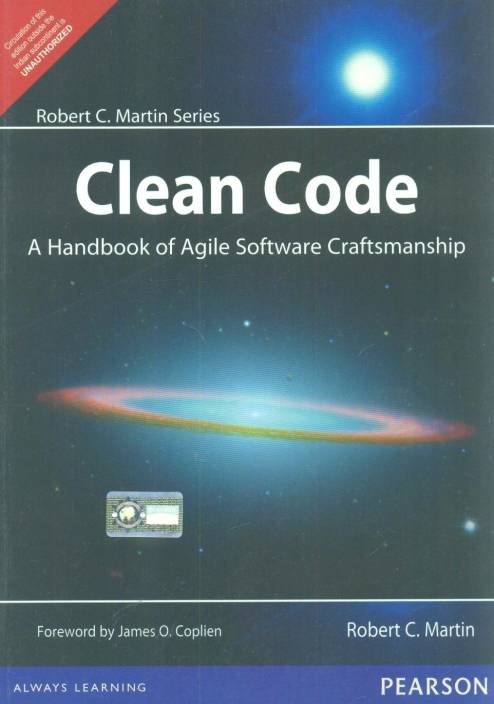 Circulation of this
edition outside the
Indian subcontinent is
UNAUTHORIZED
Robert C. Martin Series
Clean Code
A Handbook of Agile Software Craftsmanship
Foreword by James O. Coplien
Robert C. Martin
ALWAYS LEARNING
PEARSON